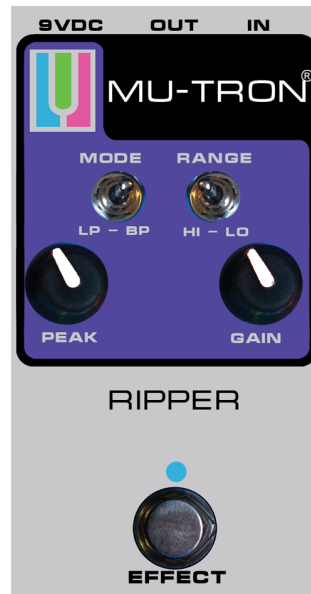 9VDC OUT IN
MU-TRON®
MODE RANGE
LP - BP HI - LO
PEAK GAIN
RIPPER
EFFECT